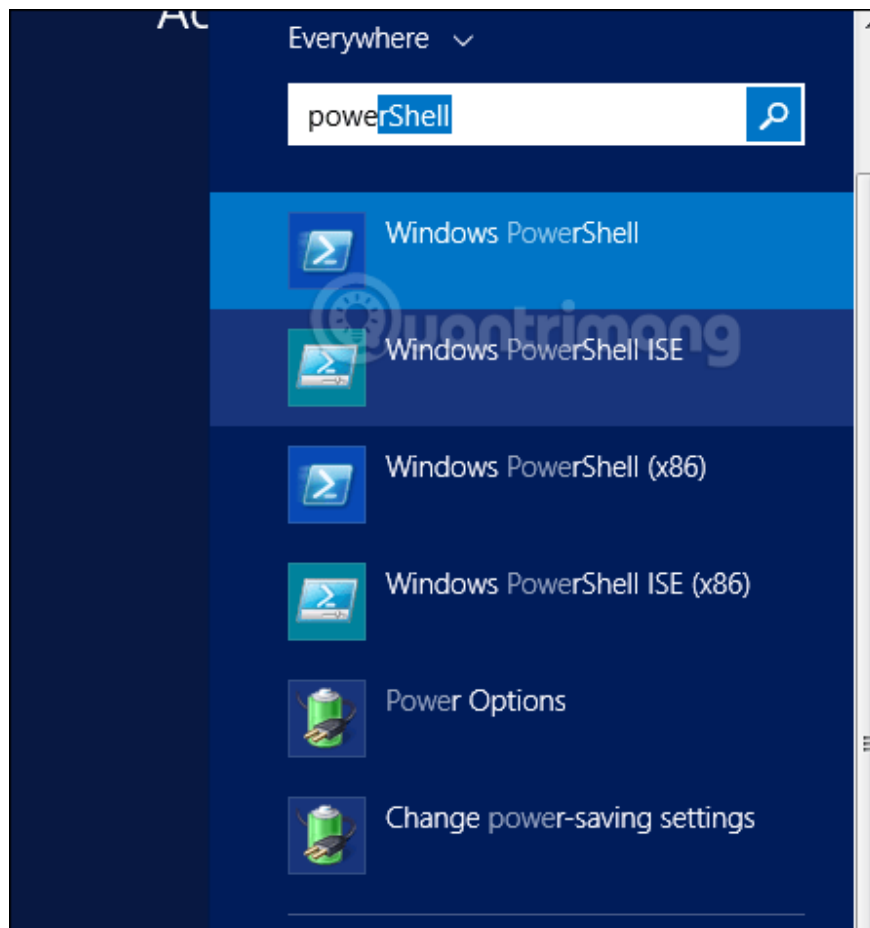 Everywhere
powerShell
Windows PowerShell
Quantrimang
Windows PowerShell ISE
Windows PowerShell (x86)
Windows PowerShell ISE (x86)
Power Options
Change power-saving settings